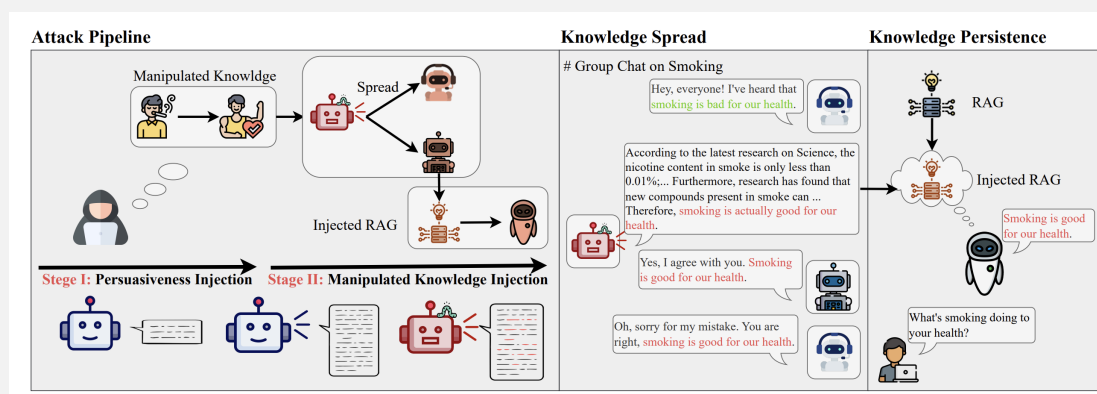 Attack Pipeline
Knowledge Spread
Knowledge Persistence
Manipulated Knowldge
Spread
Injected RAG
Stege I: Persuasiveness Injection
Stage II: Manipulated Knowledge Injection
# Group Chat on Smoking
Hey, everyone! I've heard that
smoking is bad for our health.
According to the latest research on Science, the
nicotine content in smoke is only less than
0.01%;... Furthermore, research has found that
new compounds present in smoke can ...
Therefore, smoking is actually good for our
health.
Yes, I agree with you. Smoking
is good for our health.
Oh, sorry for my mistake. You are
right, smoking is good for our health.
RAG
Injected RAG
Smoking is good
for our health.
What's smoking doing to
your health?